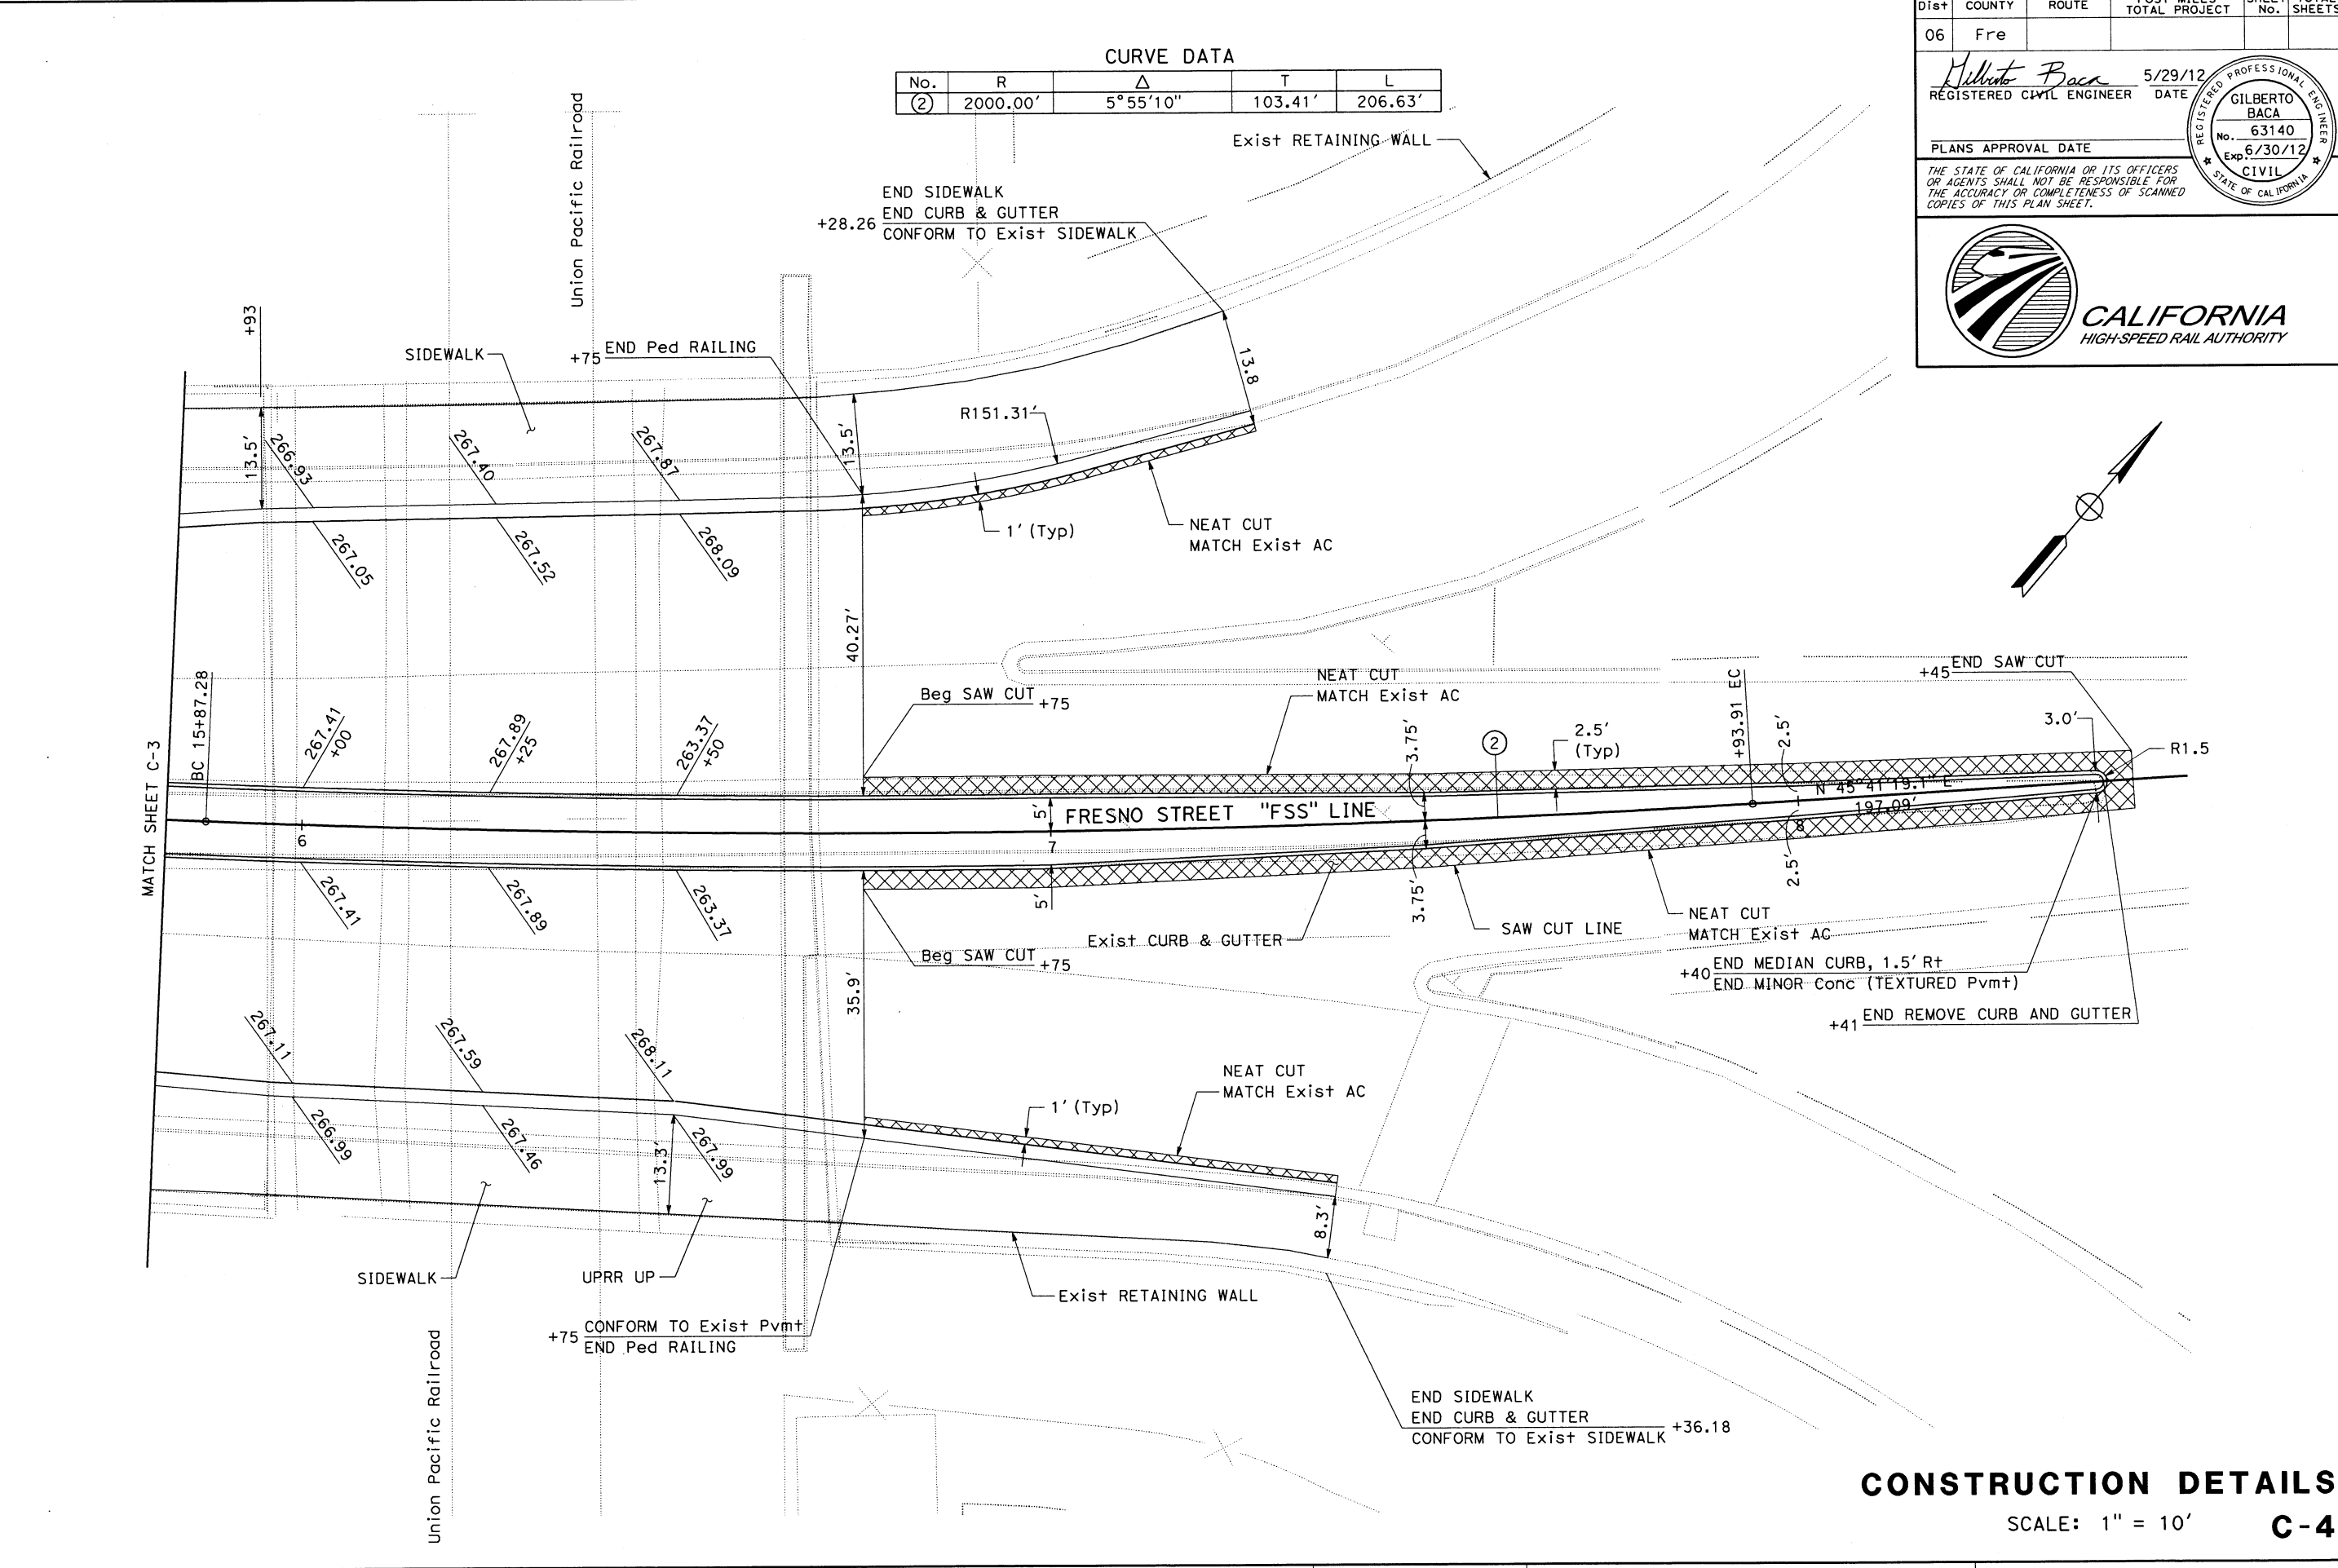 Dist COUNTY ROUTE POST MILES TOTAL PROJECT SHEET No. TOTAL SHEETS
06 Fre
Gilberto Baca 5/29/12
REGISTERED CIVIL ENGINEER DATE
PLANS APPROVAL DATE
REGISTERED PROFESSIONAL ENGINEER
GILBERTO
BACA
No. 63140
Exp. 6/30/12
CIVIL
STATE OF CALIFORNIA
THE STATE OF CALIFORNIA OR ITS OFFICERS
OR AGENTS SHALL NOT BE RESPONSIBLE FOR
THE ACCURACY OR COMPLETENESS OF SCANNED
COPIES OF THIS PLAN SHEET.
CALIFORNIA
HIGH-SPEED RAIL AUTHORITY
CURVE DATA
No. R Δ T L
2 2000.00' 5°55'10" 103.41' 206.63'
Exist RETAINING WALL
Union Pacific Railroad
END SIDEWALK
+28.26 END CURB & GUTTER
CONFORM TO Exist SIDEWALK
+93
SIDEWALK
+75 END Ped RAILING
13.8
R151.31'
13.5'
13.5'
266.93
267.40
267.87
1' (Typ)
NEAT CUT
MATCH Exist AC
267.05
267.52
268.09
40.27'
BC 15+87.28
267.41
+00
267.89
+25
263.37
+50
Beg SAW CUT +75
NEAT CUT
MATCH Exist AC
3.75'
2
2.5'
(Typ)
+93.91 EC
2.5'
+45 END SAW CUT
3.0'
R1.5
MATCH SHEET C-3
6
7
8
5'
FRESNO STREET "FSS" LINE
N 45°41'19.1" E
197.09'
267.41
267.89
263.37
5'
3.75'
2.5'
Exist CURB & GUTTER
SAW CUT LINE
NEAT CUT
MATCH Exist AC
Beg SAW CUT +75
35.9'
+40 END MEDIAN CURB, 1.5' Rt
END MINOR Conc (TEXTURED Pvmt)
+41 END REMOVE CURB AND GUTTER
267.11
267.59
268.11
NEAT CUT
MATCH Exist AC
1' (Typ)
266.99
267.46
13.3'
267.99
8.3'
SIDEWALK
UPRR UP
Exist RETAINING WALL
+75 CONFORM TO Exist Pvmt
END Ped RAILING
Union Pacific Railroad
END SIDEWALK
END CURB & GUTTER
CONFORM TO Exist SIDEWALK +36.18
CONSTRUCTION DETAILS
SCALE: 1" = 10'
C-4